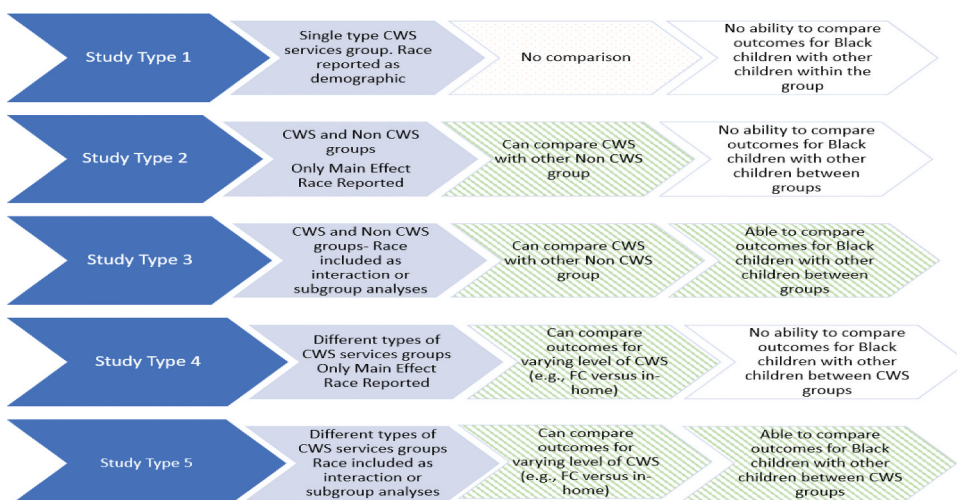 Study Type 1
Single type CWS
services group. Race
reported as
demographic
No comparison
No ability to compare
outcomes for Black
children with other
children within the
group
Study Type 2
CWS and Non CWS
groups
Only Main Effect
Race Reported
Can compare CWS
with other Non CWS
group
No ability to compare
outcomes for Black
children with other
children between
groups
Study Type 3
CWS and Non CWS
groups- Race
included as
interaction or
subgroup analyses
Can compare CWS
with other Non CWS
group
Able to compare
outcomes for Black
children with other
children between
groups
Study Type 4
Different types of
CWS services groups
Only Main Effect
Race Reported
Can compare
outcomes for
varying level of CWS
(e.g., FC versus in-
home)
No ability to compare
outcomes for Black
children with other
children between CWS
groups
Study Type 5
Different types of
CWS services groups
Race included as
interaction or
subgroup analyses
Can compare
outcomes for
varying level of CWS
(e.g., FC versus in-
home)
Able to compare
outcomes for Black
children with other
children between CWS
groups